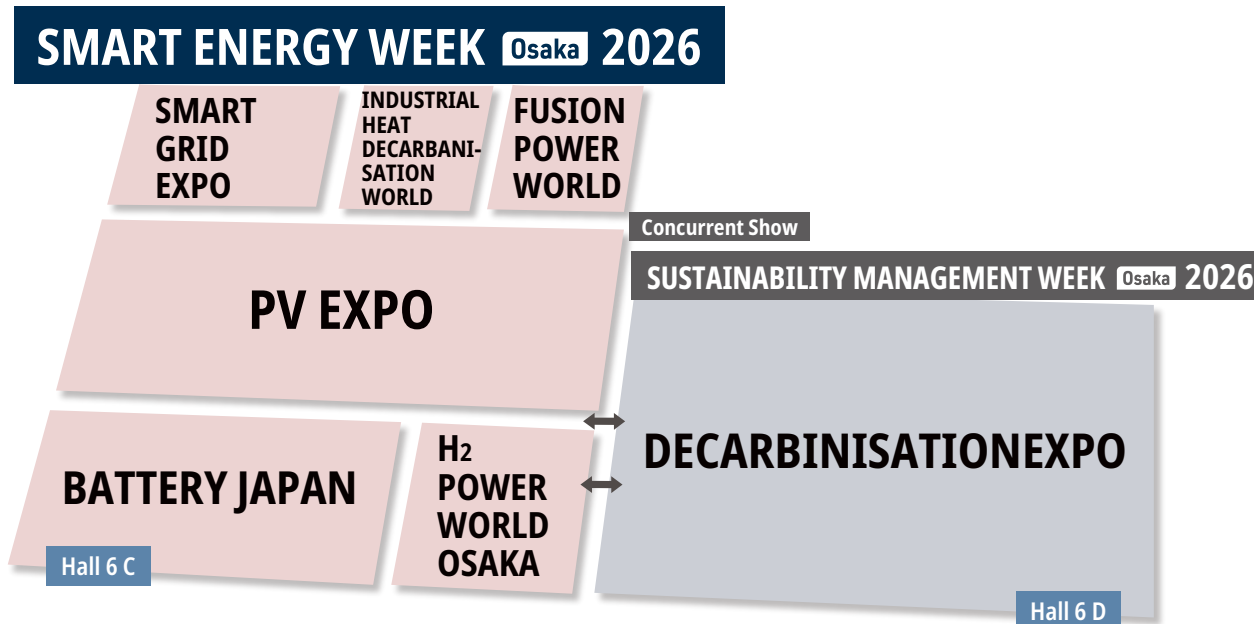 SMART ENERGY WEEK Osaka 2026
SMART
GRID
EXPO
INDUSTRIAL
HEAT
DECARBANI-
SATION
WORLD
FUSION
POWER
WORLD
Concurrent Show
SUSTAINABILITY MANAGEMENT WEEK Osaka 2026
PV EXPO
DECARBINISATIONEXPO
BATTERY JAPAN
H2
POWER
WORLD
OSAKA
Hall 6 C
Hall 6 D